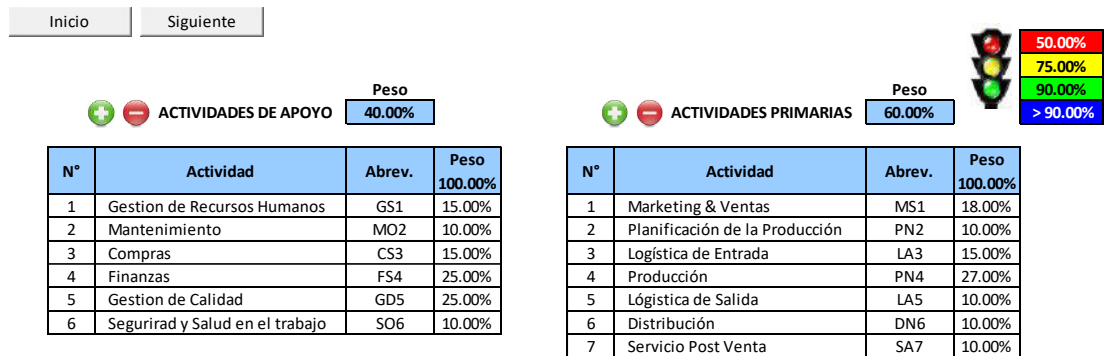 Inicio Siguiente
50.00%
75.00%
90.00%
> 90.00%
Peso
ACTIVIDADES DE APOYO 40.00%
Peso
ACTIVIDADES PRIMARIAS 60.00%
N° Actividad Abrev. Peso 100.00%
1 Gestion de Recursos Humanos GS1 15.00%
2 Mantenimiento MO2 10.00%
3 Compras CS3 15.00%
4 Finanzas FS4 25.00%
5 Gestion de Calidad GD5 25.00%
6 Segurirad y Salud en el trabajo SO6 10.00%
N° Actividad Abrev. Peso 100.00%
1 Marketing & Ventas MS1 18.00%
2 Planificación de la Producción PN2 10.00%
3 Logística de Entrada LA3 15.00%
4 Producción PN4 27.00%
5 Lógistica de Salida LA5 10.00%
6 Distribución DN6 10.00%
7 Servicio Post Venta SA7 10.00%